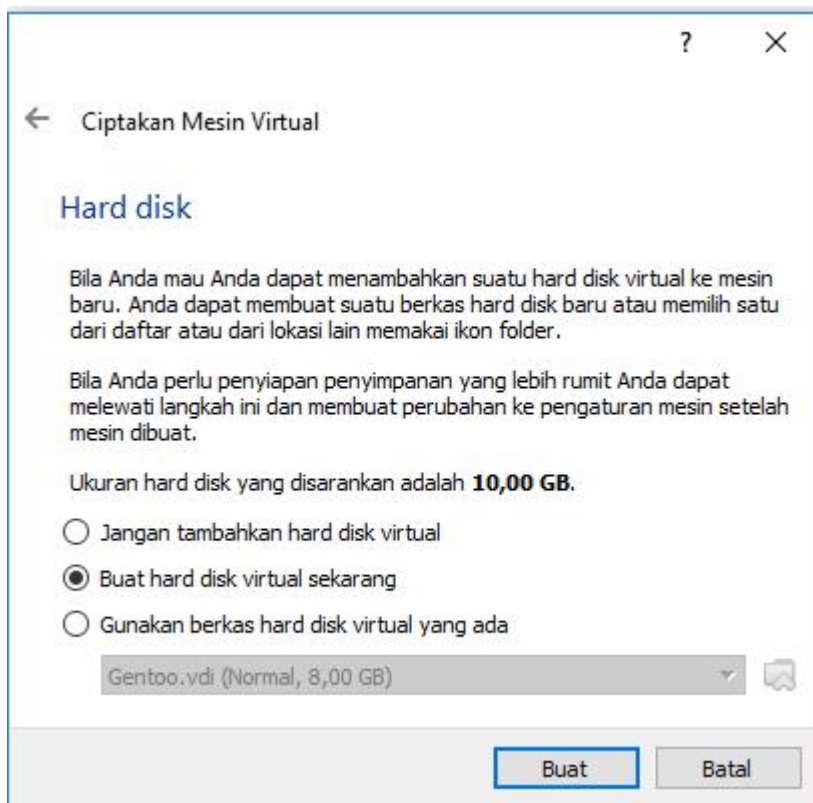 ?
Ciptakan Mesin Virtual
Hard disk
Bila Anda mau Anda dapat menambahkan suatu hard disk virtual ke mesin
baru. Anda dapat membuat suatu berkas hard disk baru atau memilih satu
dari daftar atau dari lokasi lain memakai ikon folder.
Bila Anda perlu penyiapan penyimpanan yang lebih rumit Anda dapat
melewati langkah ini dan membuat perubahan ke pengaturan mesin setelah
mesin dibuat.
Ukuran hard disk yang disarankan adalah 10,00 GB.
Jangan tambahkan hard disk virtual
Buat hard disk virtual sekarang
Gunakan berkas hard disk virtual yang ada
Gentoo.vdi (Normal, 8,00 GB)
Buat Batal